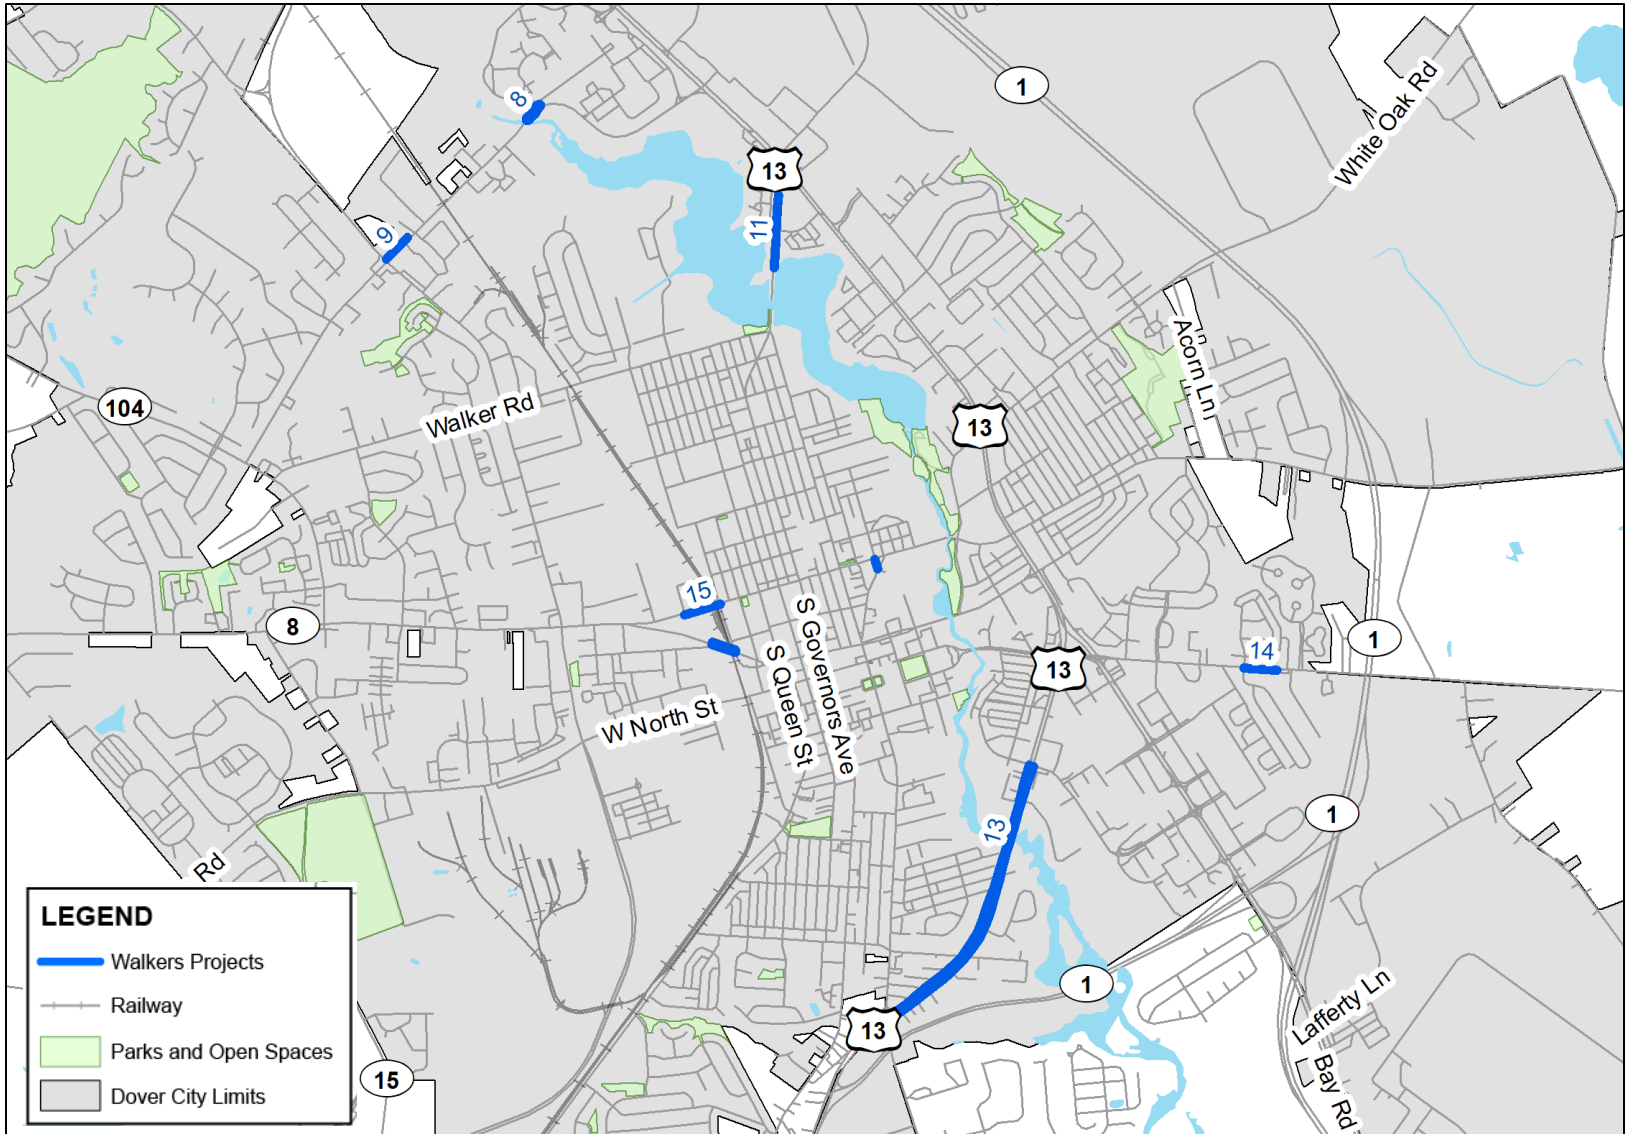 1
White Oak Rd
8
13
11
9
Acorn Ln
104
Walker Rd
13
15
8
S Governors Ave
S Queen St
13
14
1
W North St
1
13
Rd
1
13
Lafferty Ln
Bay Rd
15
LEGEND
Walkers Projects
Railway
Parks and Open Spaces
Dover City Limits